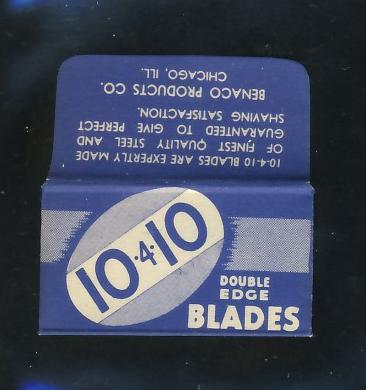 10-4-10 BLADES ARE EXPERTLY MADE
OF FINEST QUALITY STEEL AND
GUARANTEED TO GIVE PERFECT
SHAVING SATISFACTION.
BENACO PRODUCTS CO.
CHICAGO, ILL.
10·4·10
DOUBLE
EDGE
BLADES